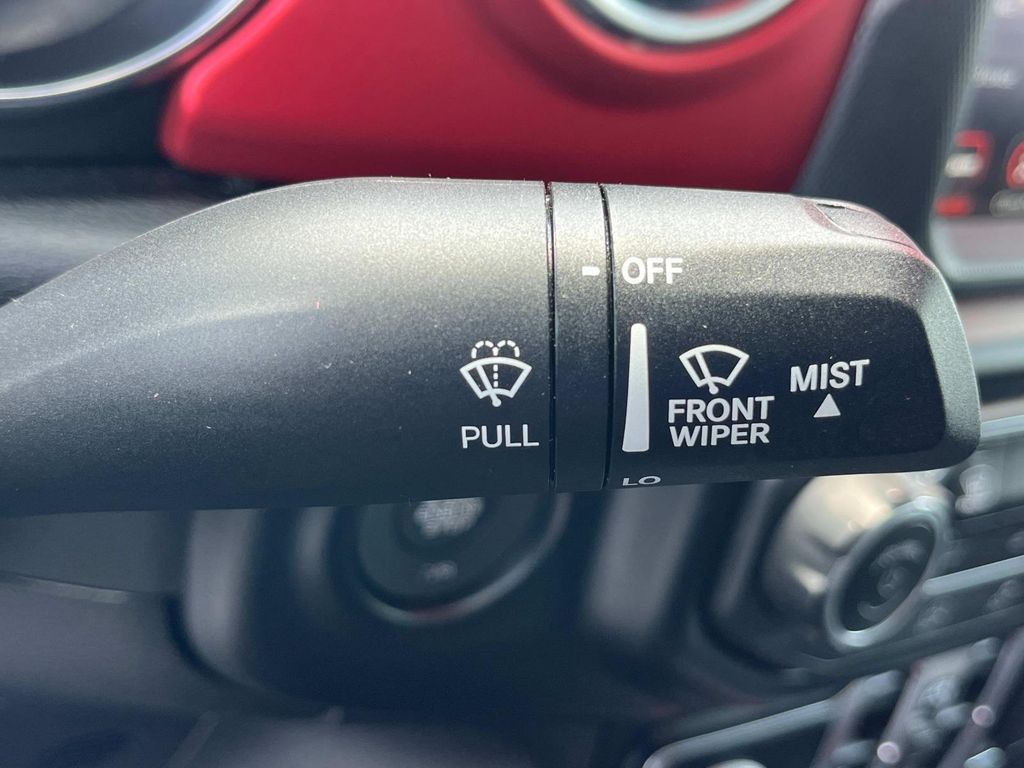 OFF
PULL
FRONT
WIPER
MIST
LO